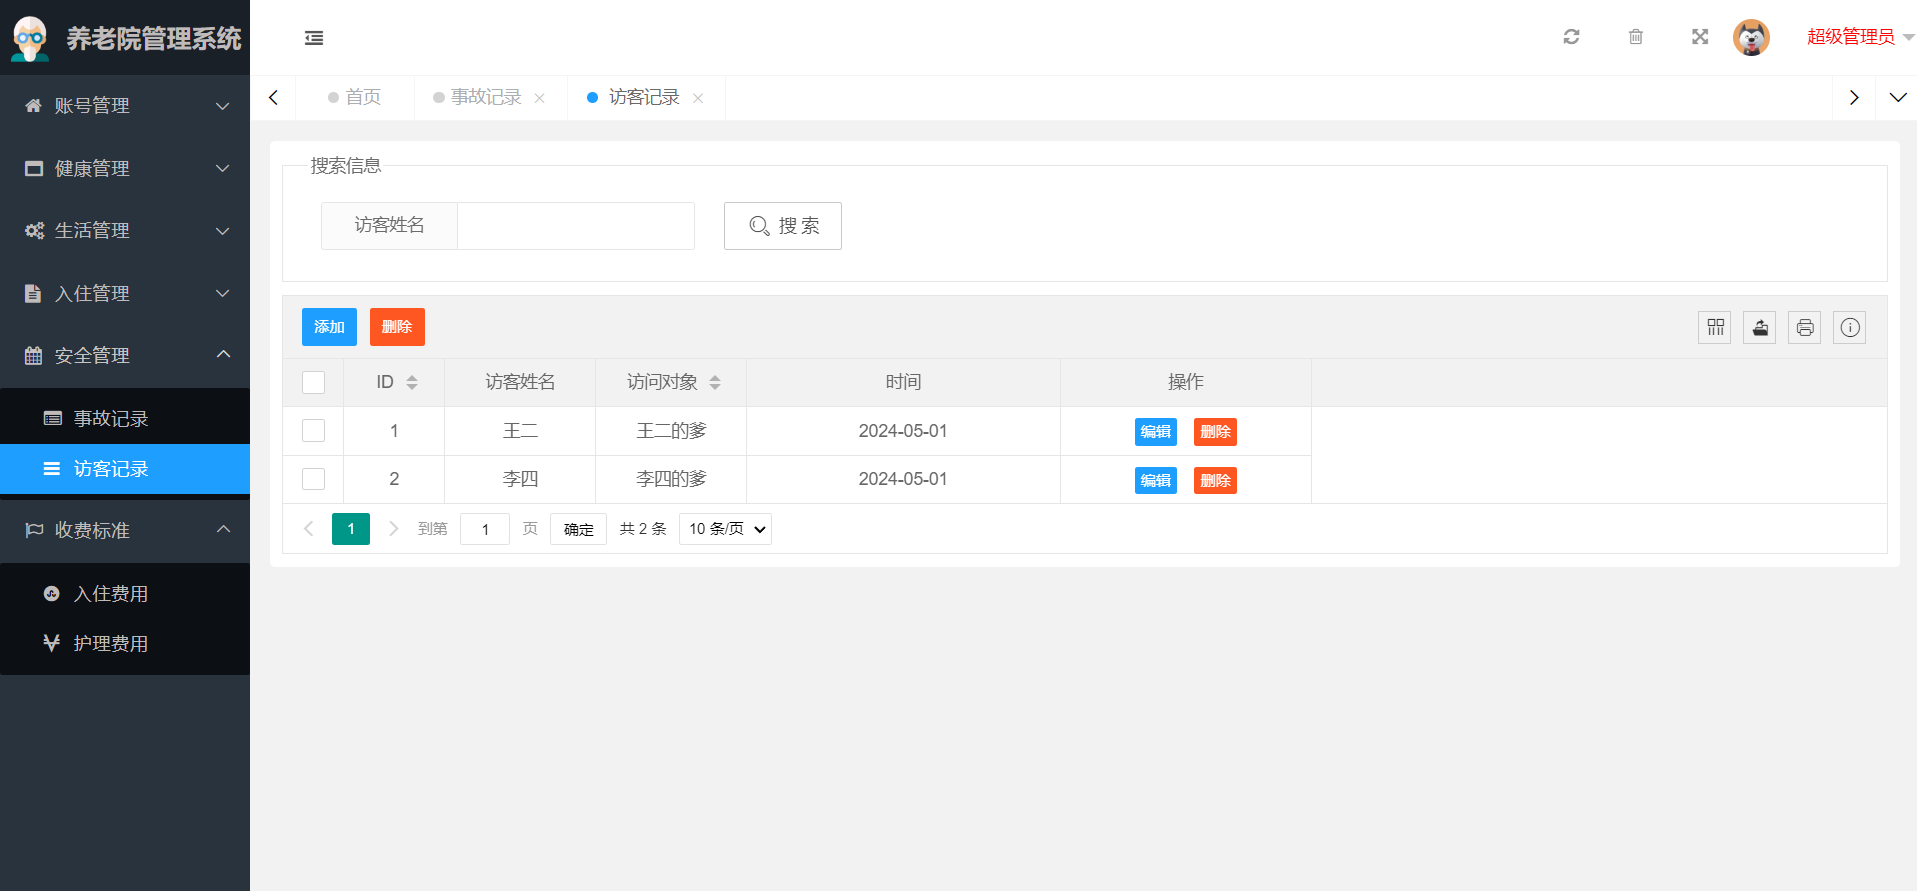 养老院管理系统
超级管理员
账号管理
健康管理
生活管理
入住管理
安全管理
事故记录
访客记录
收费标准
入住费用
护理费用
首页 事故记录 访客记录
搜索信息
访客姓名 搜 索
添加 删除
ID 访客姓名 访问对象 时间 操作
1 王二 王二的爹 2024-05-01 编辑 删除
2 李四 李四的爹 2024-05-01 编辑 删除
1 到第 1 页 确定 共 2 条 10 条/页